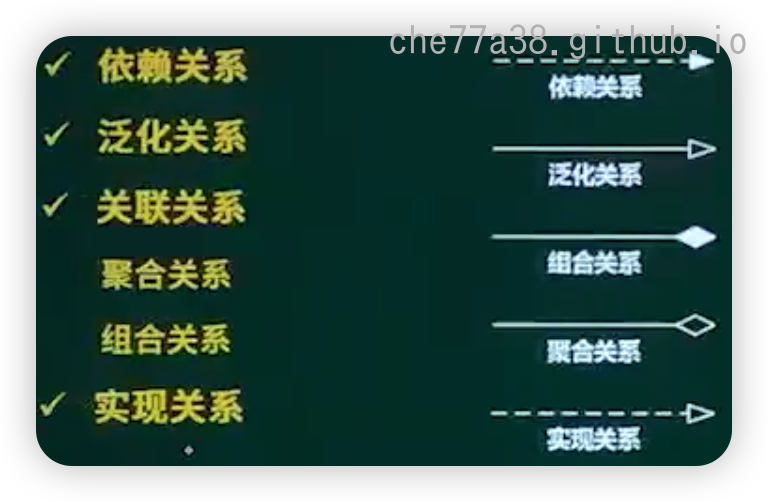 che77a38.github.io
✓ 依赖关系
✓ 泛化关系
✓ 关联关系
聚合关系
组合关系
✓ 实现关系
依赖关系
泛化关系
组合关系
聚合关系
实现关系